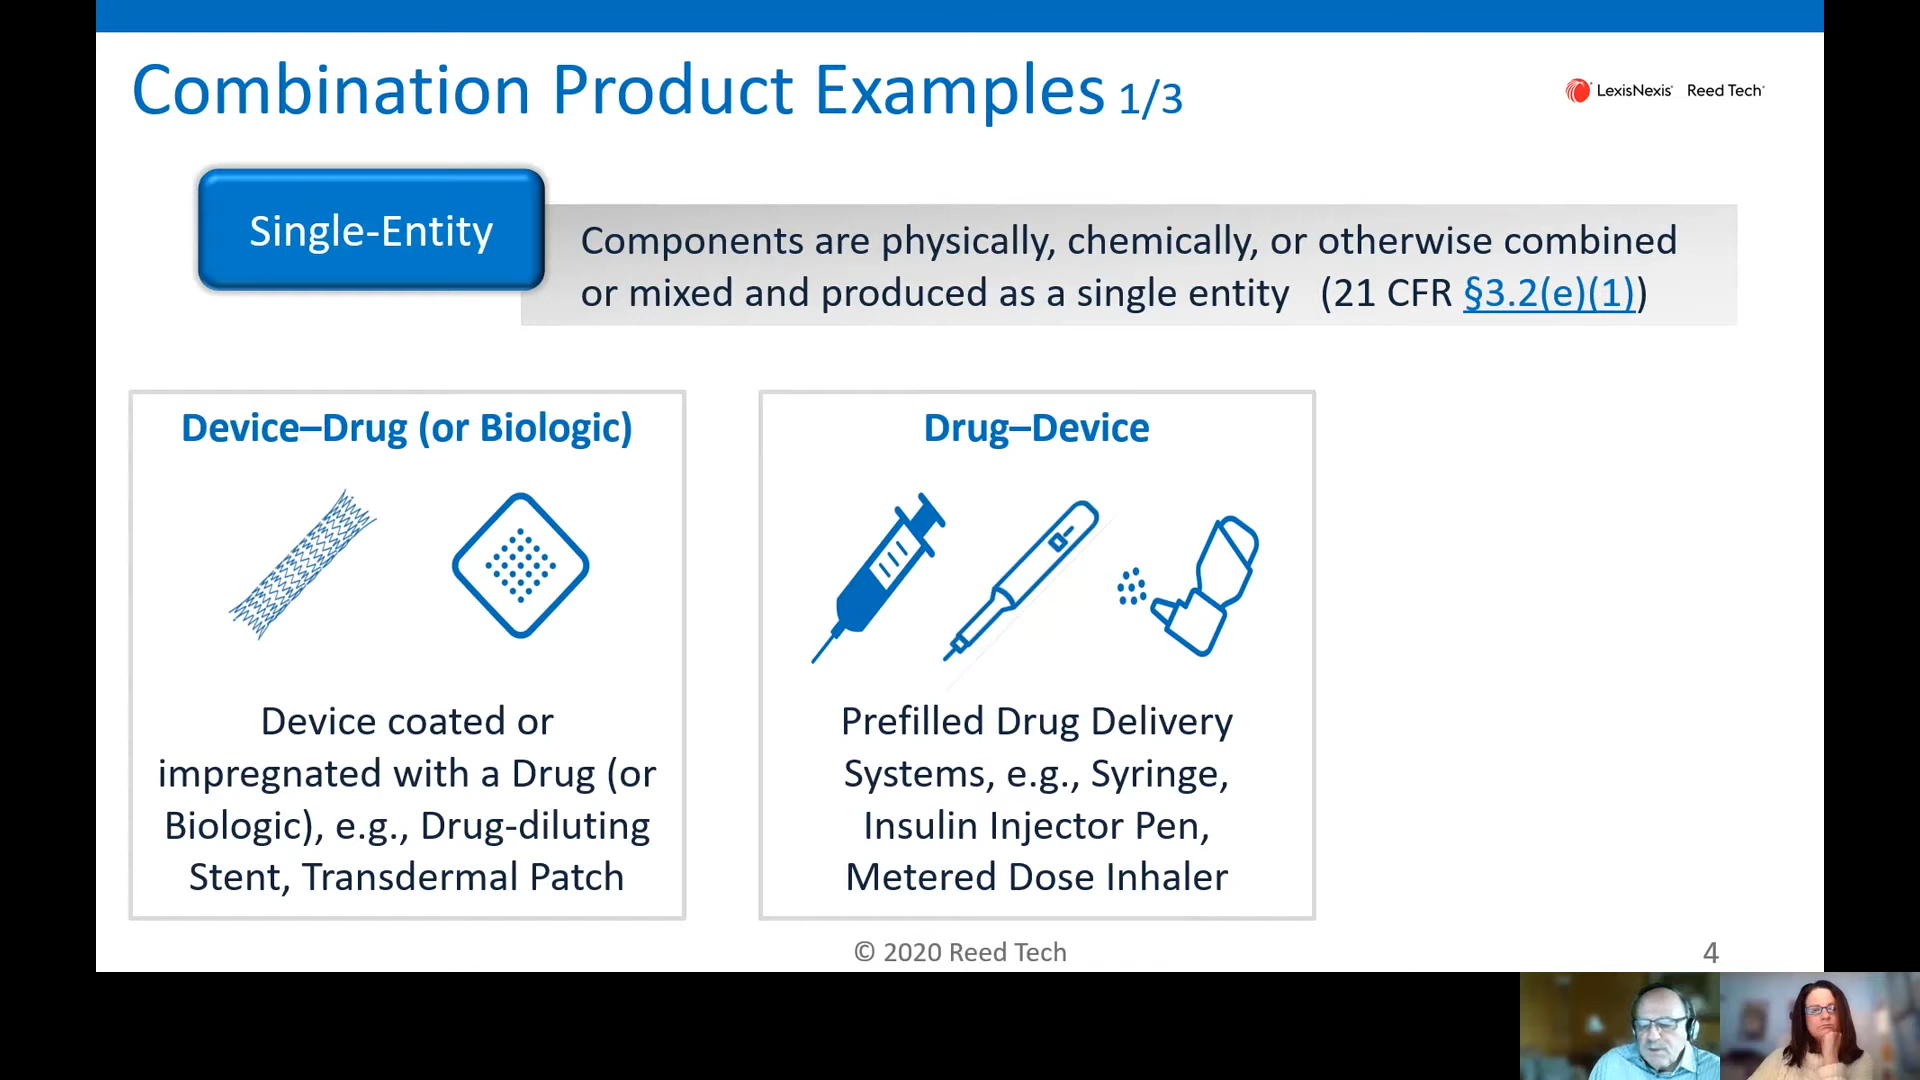 Combination Product Examples 1/3
LexisNexis® Reed Tech®
Single-Entity
Components are physically, chemically, or otherwise combined
or mixed and produced as a single entity (21 CFR §3.2(e)(1))
Device–Drug (or Biologic)
Device coated or
impregnated with a Drug (or
Biologic), e.g., Drug-diluting
Stent, Transdermal Patch
Drug–Device
Prefilled Drug Delivery
Systems, e.g., Syringe,
Insulin Injector Pen,
Metered Dose Inhaler
© 2020 Reed Tech
4